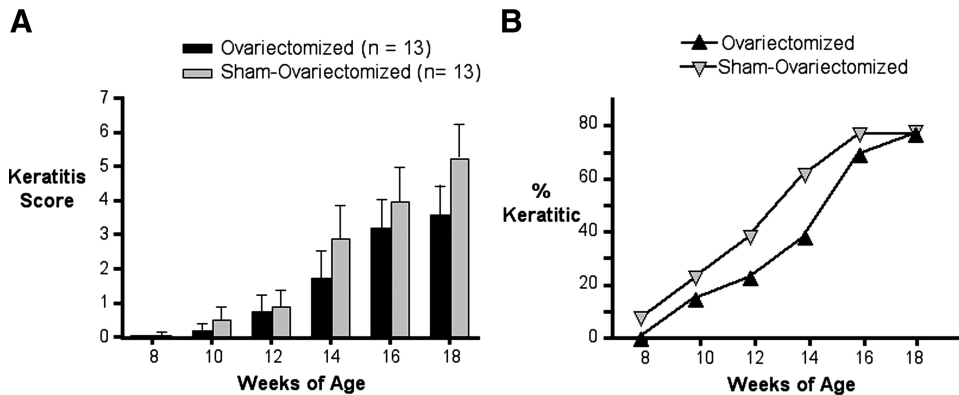 A
Ovariectomized (n = 13)
Sham-Ovariectomized (n= 13)
7
6
5
4
3
2
1
0
Keratitis
Score
8 10 12 14 16 18
Weeks of Age
B
Ovariectomized
Sham-Ovariectomized
80
60
40
20
0
%
Keratitic
8 10 12 14 16 18
Weeks of Age